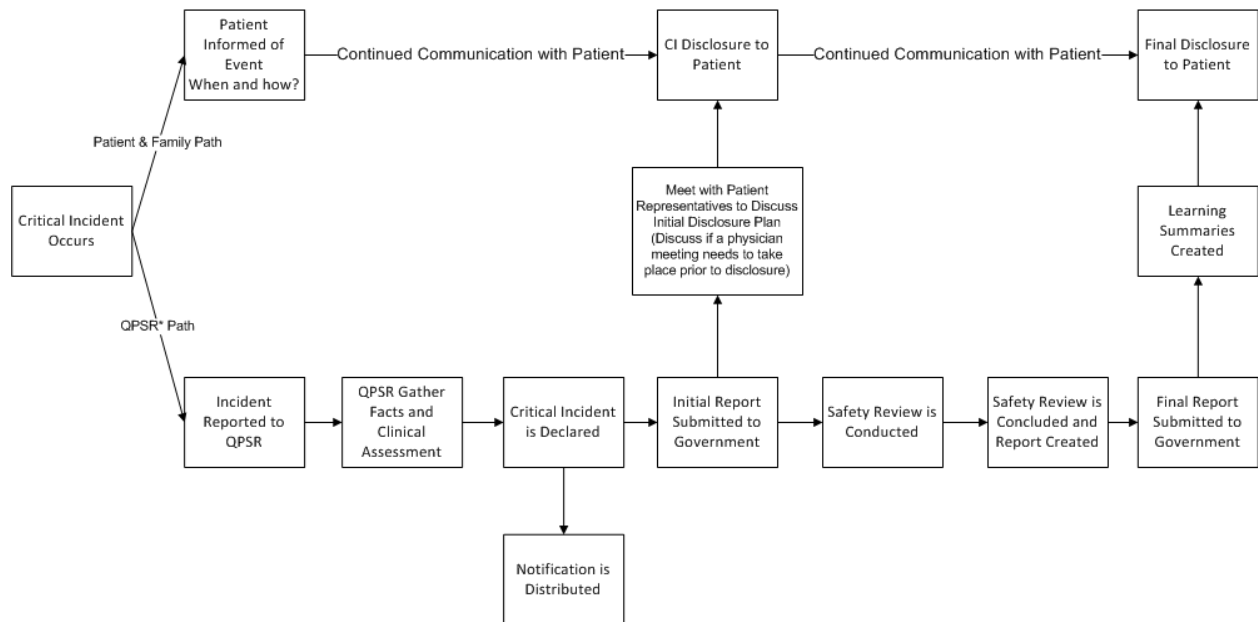 Patient
Informed of
Event
When and how?
Continued Communication with Patient
CI Disclosure to
Patient
Continued Communication with Patient
Final Disclosure
to Patient
Patient & Family Path
Critical Incident
Occurs
Meet with Patient
Representatives to Discuss
Initial Disclosure Plan
(Discuss if a physician
meeting needs to take
place prior to disclosure)
Learning
Summaries
Created
QPSR* Path
Incident
Reported to
QPSR
QPSR Gather
Facts and
Clinical
Assessment
Critical Incident
is Declared
Initial Report
Submitted to
Government
Safety Review is
Conducted
Safety Review is
Concluded and
Report Created
Final Report
Submitted to
Government
Notification is
Distributed